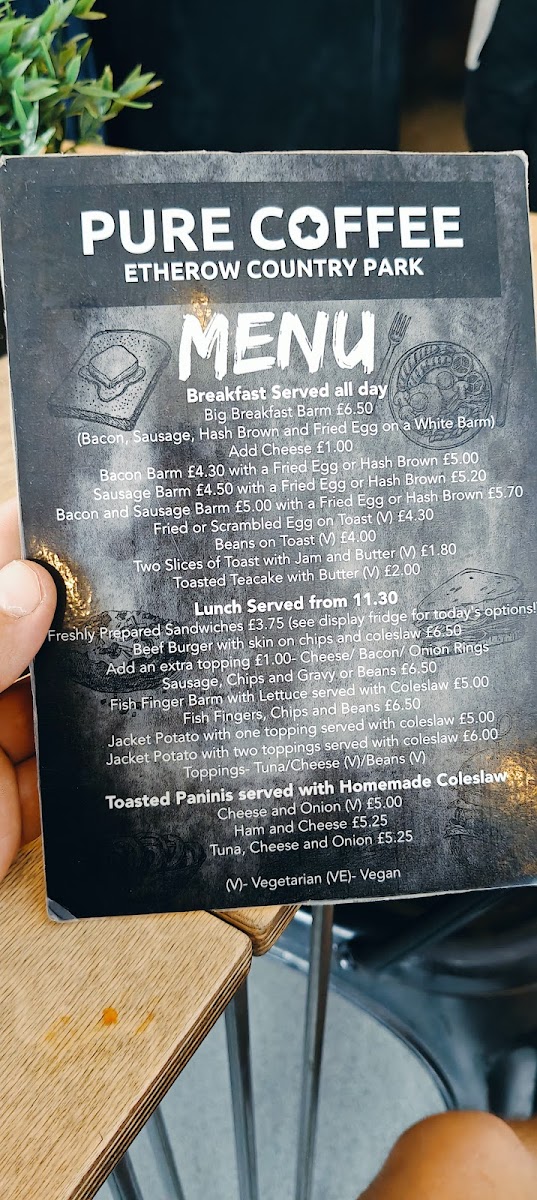 PURE COFFEE
ETHEROW COUNTRY PARK
MENU
Breakfast Served all day
Big Breakfast Barm £6.50
(Bacon, Sausage, Hash Brown and Fried Egg on a White Barm)
Add Cheese £1.00
Bacon Barm £4.30 with a Fried Egg or Hash Brown £5.00
Sausage Barm £4.50 with a Fried Egg or Hash Brown £5.20
Bacon and Sausage Barm £5.00 with a Fried Egg or Hash Brown £5.70
Fried or Scrambled Egg on Toast (V) £4.30
Beans on Toast (V) £4.00
Two Slices of Toast with Jam and Butter (V) £1.80
Toasted Teacake with Butter (V) £2.00
Lunch Served from 11.30
Freshly Prepared Sandwiches £3.75 (see display fridge for today's options!)
Beef Burger with skin on chips and coleslaw £6.50
Add an extra topping £1.00- Cheese/ Bacon/ Onion Rings
Sausage, Chips and Gravy or Beans £6.50
Fish Finger Barm with Lettuce served with Coleslaw £5.00
Fish Fingers, Chips and Beans £6.50
Jacket Potato with one topping served with coleslaw £5.00
Jacket Potato with two toppings served with coleslaw £6.00
Toppings- Tuna/Cheese (V)/Beans (V)
Toasted Paninis served with Homemade Coleslaw
Cheese and Onion (V) £5.00
Ham and Cheese £5.25
Tuna, Cheese and Onion £5.25
(V)- Vegetarian (VE)- Vegan